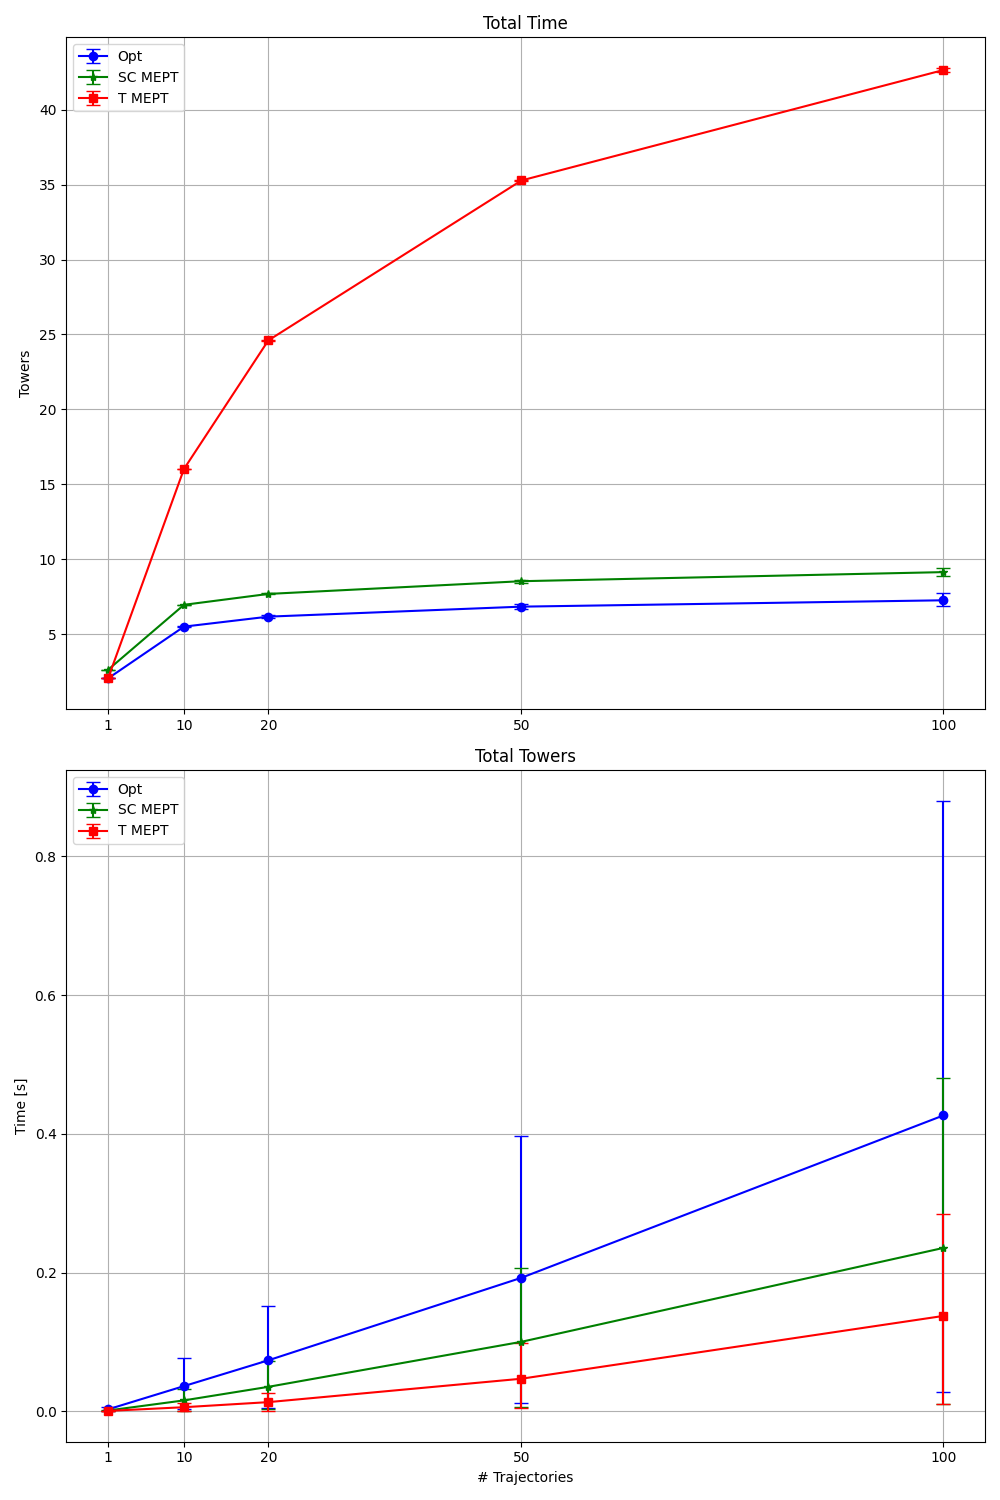 Total Time
Opt
SC MEPT
T MEPT
40
35
30
25
20
15
10
5
Towers
1 10 20 50 100
Total Towers
Opt
SC MEPT
T MEPT
0.8
0.6
0.4
0.2
0.0
Time [s]
1 10 20 50 100
# Trajectories